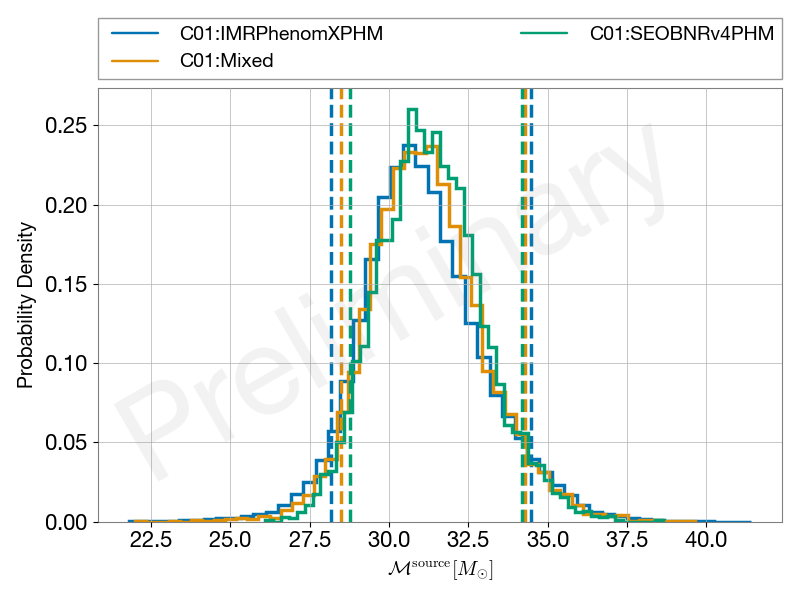 C01:IMRPhenomXPHM
C01:Mixed
C01:SEOBNRv4PHM
Probability Density
0.25
0.20
0.15
0.10
0.05
0.00
Preliminary
22.5 25.0 27.5 30.0 32.5 35.0 37.5 40.0
ℳ^source[M_⊙]